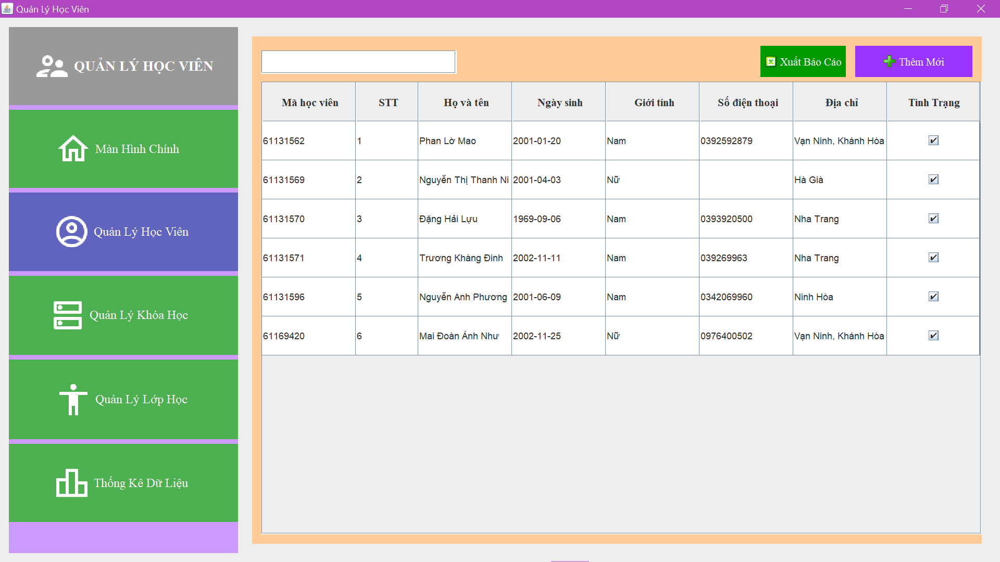 Quản Lý Học Viên
QUẢN LÝ HỌC VIÊN
Màn Hình Chính
Quản Lý Học Viên
Quản Lý Khóa Học
Quản Lý Lớp Học
Thống Kê Dữ Liệu
Xuất Báo Cáo Thêm Mới
Mã học viên STT Họ và tên Ngày sinh Giới tính Số điện thoại Địa chỉ Tình Trạng
61131562 1 Phan Lờ Mao 2001-01-20 Nam 0392592879 Vạn Ninh, Khánh Hòa
61131569 2 Nguyễn Thị Thanh Ni 2001-04-03 Nữ Hà Già
61131570 3 Đặng Hải Lựu 1969-09-06 Nam 0393920500 Nha Trang
61131571 4 Trương Khàng Đinh 2002-11-11 Nam 039269963 Nha Trang
61131596 5 Nguyễn Anh Phương 2001-06-09 Nam 0342069960 Ninh Hòa
61169420 6 Mai Đoàn Ánh Như 2002-11-25 Nữ 0976400502 Vạn Ninh, Khánh Hòa